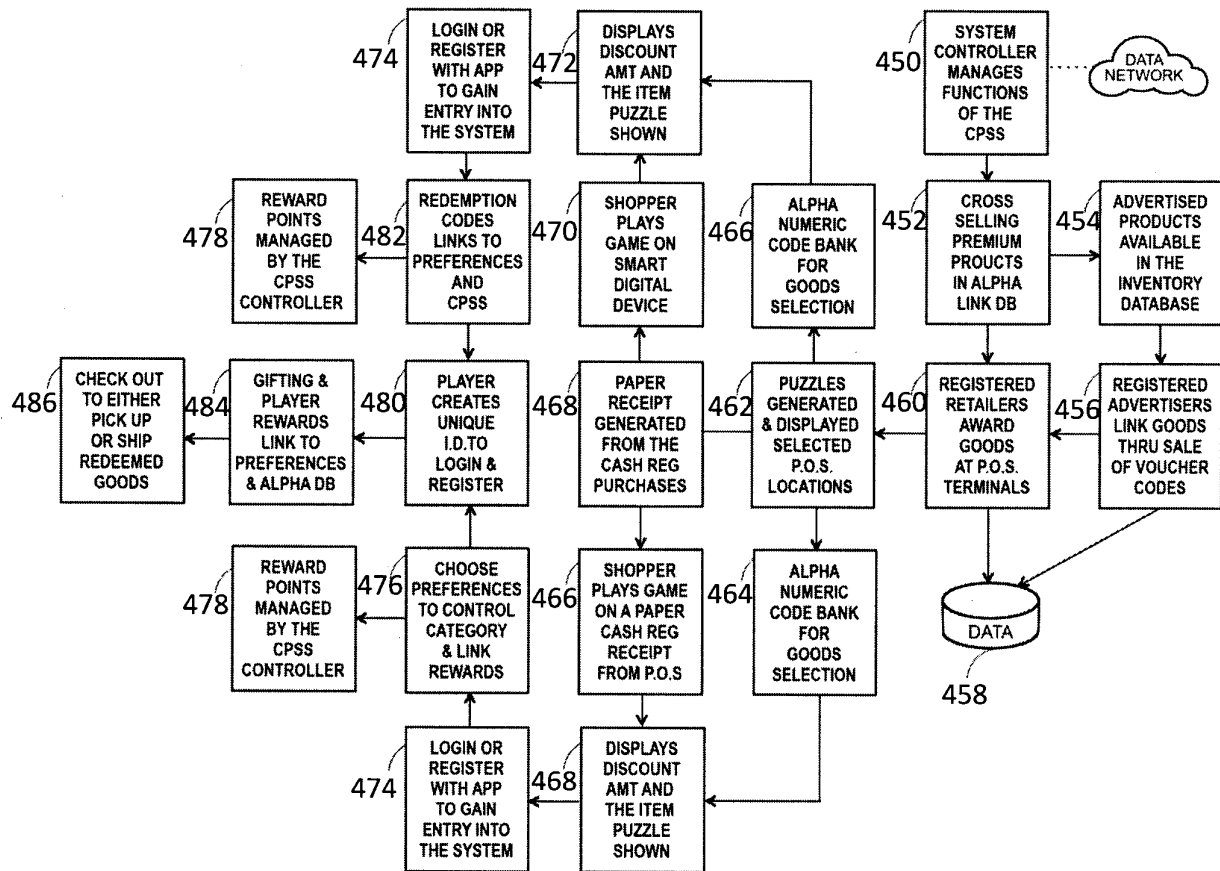 474
LOGIN OR
REGISTER
WITH APP
TO GAIN
ENTRY INTO
THE SYSTEM
472
DISPLAYS
DISCOUNT
AMT AND
THE ITEM
PUZZLE
SHOWN
450
SYSTEM
CONTROLLER
MANAGES
FUNCTIONS
OF THE
CPSS
DATA
NETWORK
478
REWARD
POINTS
MANAGED
BY THE
CPSS
CONTROLLER
482
REDEMPTION
CODES
LINKS TO
PREFERENCES
AND
CPSS
470
SHOPPER
PLAYS
GAME ON
SMART
DIGITAL
DEVICE
466
ALPHA
NUMERIC
CODE BANK
FOR
GOODS
SELECTION
452
CROSS
SELLING
PREMIUM
PROUCTS
IN ALPHA
LINK DB
454
ADVERTISED
PRODUCTS
AVAILABLE
IN THE
INVENTORY
DATABASE
486
CHECK OUT
TO EITHER
PICK UP
OR SHIP
REDEEMED
GOODS
484
GIFTING &
PLAYER
REWARDS
LINK TO
PREFERENCES
& ALPHA DB
480
PLAYER
CREATES
UNIQUE
I.D.TO
LOGIN &
REGISTER
468
PAPER
RECEIPT
GENERATED
FROM THE
CASH REG
PURCHASES
462
PUZZLES
GENERATED
& DISPLAYED
SELECTED
P.O.S.
LOCATIONS
460
REGISTERED
RETAILERS
AWARD
GOODS
AT P.O.S.
TERMINALS
456
REGISTERED
ADVERTISERS
LINK GOODS
THRU SALE
OF VOUCHER
CODES
478
REWARD
POINTS
MANAGED
BY THE
CPSS
CONTROLLER
476
CHOOSE
PREFERENCES
TO CONTROL
CATEGORY
& LINK
REWARDS
466
SHOPPER
PLAYS GAME
ON A PAPER
CASH REG
RECEIPT
FROM P.O.S
464
ALPHA
NUMERIC
CODE BANK
FOR
GOODS
SELECTION
DATA
458
474
LOGIN OR
REGISTER
WITH APP
TO GAIN
ENTRY INTO
THE SYSTEM
468
DISPLAYS
DISCOUNT
AMT AND
THE ITEM
PUZZLE
SHOWN